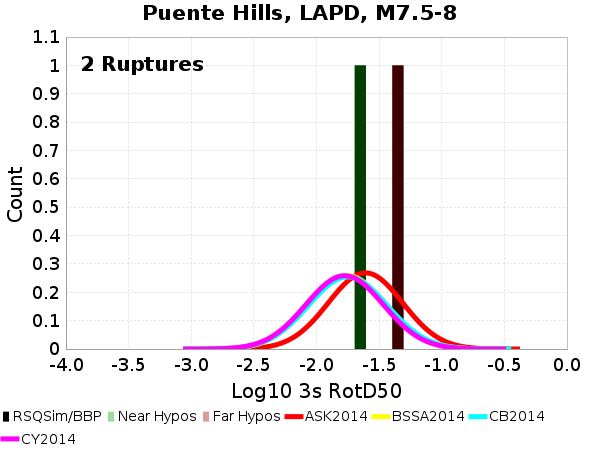 Puente Hills, LAPD, M7.5-8
2 Ruptures
Count
1.1
1
0.9
0.8
0.7
0.6
0.5
0.4
0.3
0.2
0.1
0
-4.0 -3.5 -3.0 -2.5 -2.0 -1.5 -1.0 -0.5 0.0
Log10 3s RotD50
RSQSim/BBP Near Hypos Far Hypos ASK2014 BSSA2014 CB2014
CY2014